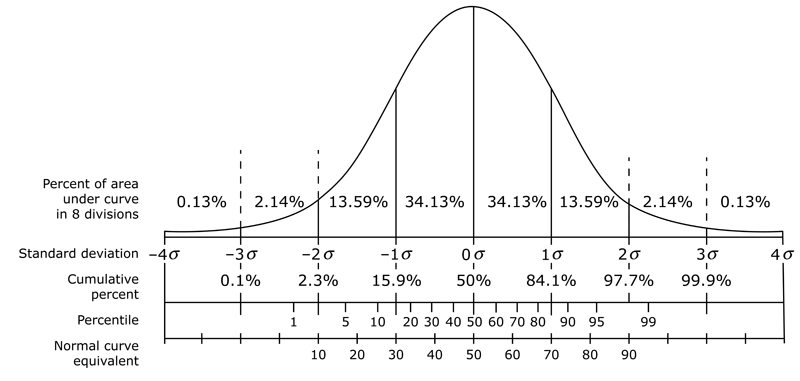 Percent of area
under curve
in 8 divisions
0.13% 2.14% 13.59% 34.13% 34.13% 13.59% 2.14% 0.13%
Standard deviation −4σ −3σ −2σ −1σ 0σ 1σ 2σ 3σ 4σ
Cumulative
percent
0.1% 2.3% 15.9% 50% 84.1% 97.7% 99.9%
Percentile 1 5 10 20 30 40 50 60 70 80 90 95 99
Normal curve
equivalent
10 20 30 40 50 60 70 80 90